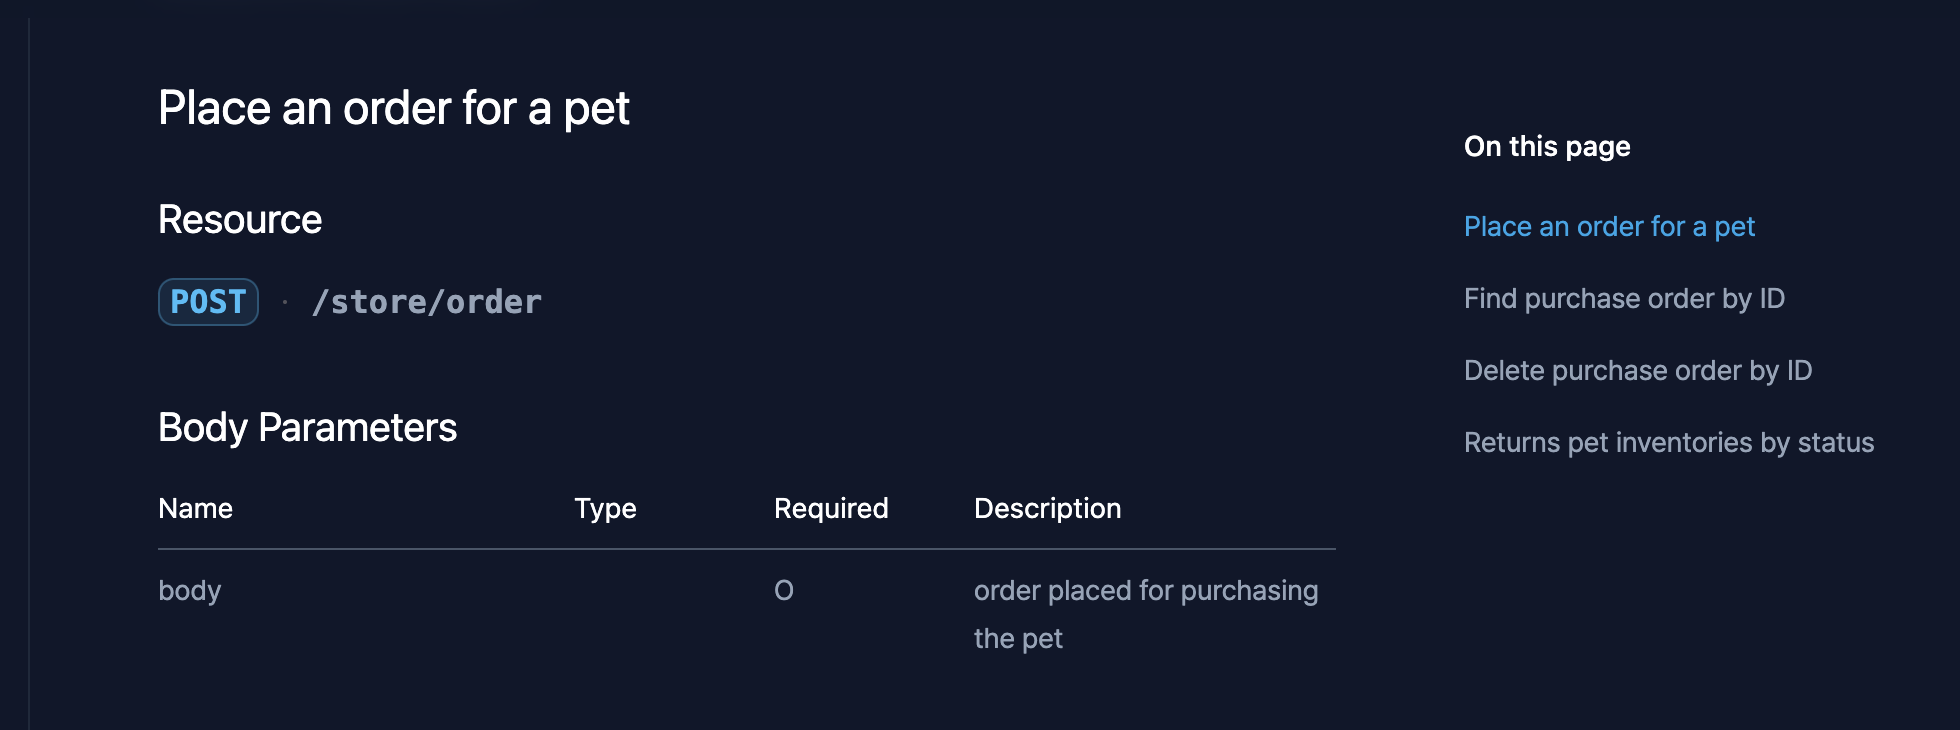 Place an order for a pet
Resource
POST · /store/order
Body Parameters
Name Type Required Description
body O order placed for purchasing
the pet
On this page
Place an order for a pet
Find purchase order by ID
Delete purchase order by ID
Returns pet inventories by status